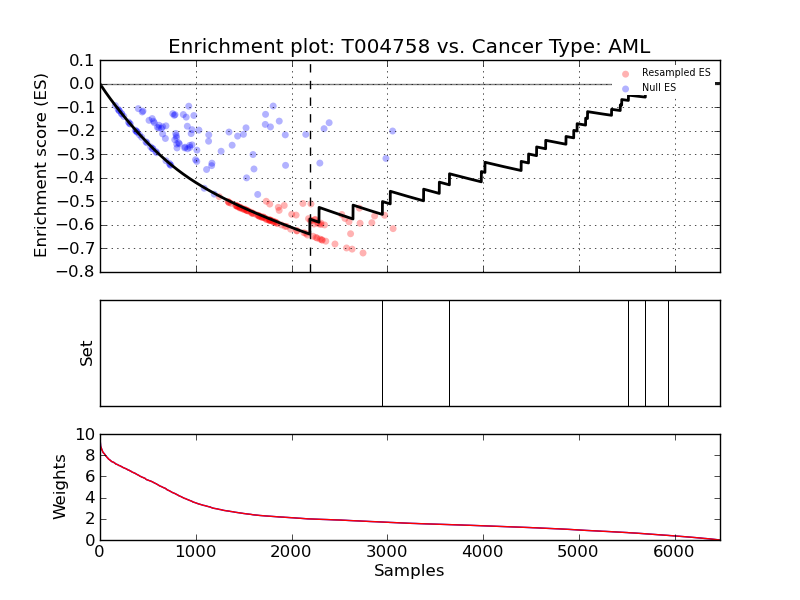 Enrichment plot: T004758 vs. Cancer Type: AML
Enrichment score (ES)
0.1
0.0
−0.1
−0.2
−0.3
−0.4
−0.5
−0.6
−0.7
−0.8
Resampled ES
Null ES
Set
Weights
10
8
6
4
2
0
0 1000 2000 3000 4000 5000 6000
Samples